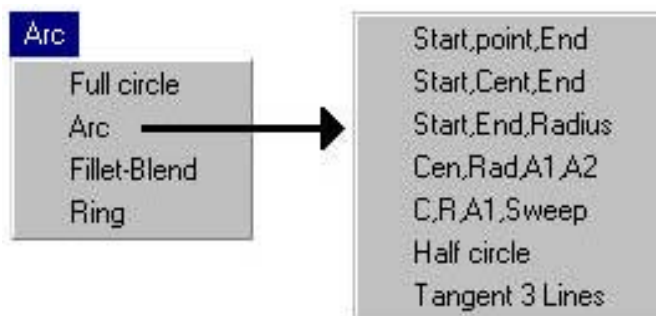 Arc
Full circle
Arc
Fillet-Blend
Ring
Start,point,End
Start,Cent,End
Start,End,Radius
Cen,Rad,A1,A2
C,R,A1,Sweep
Half circle
Tangent 3 Lines